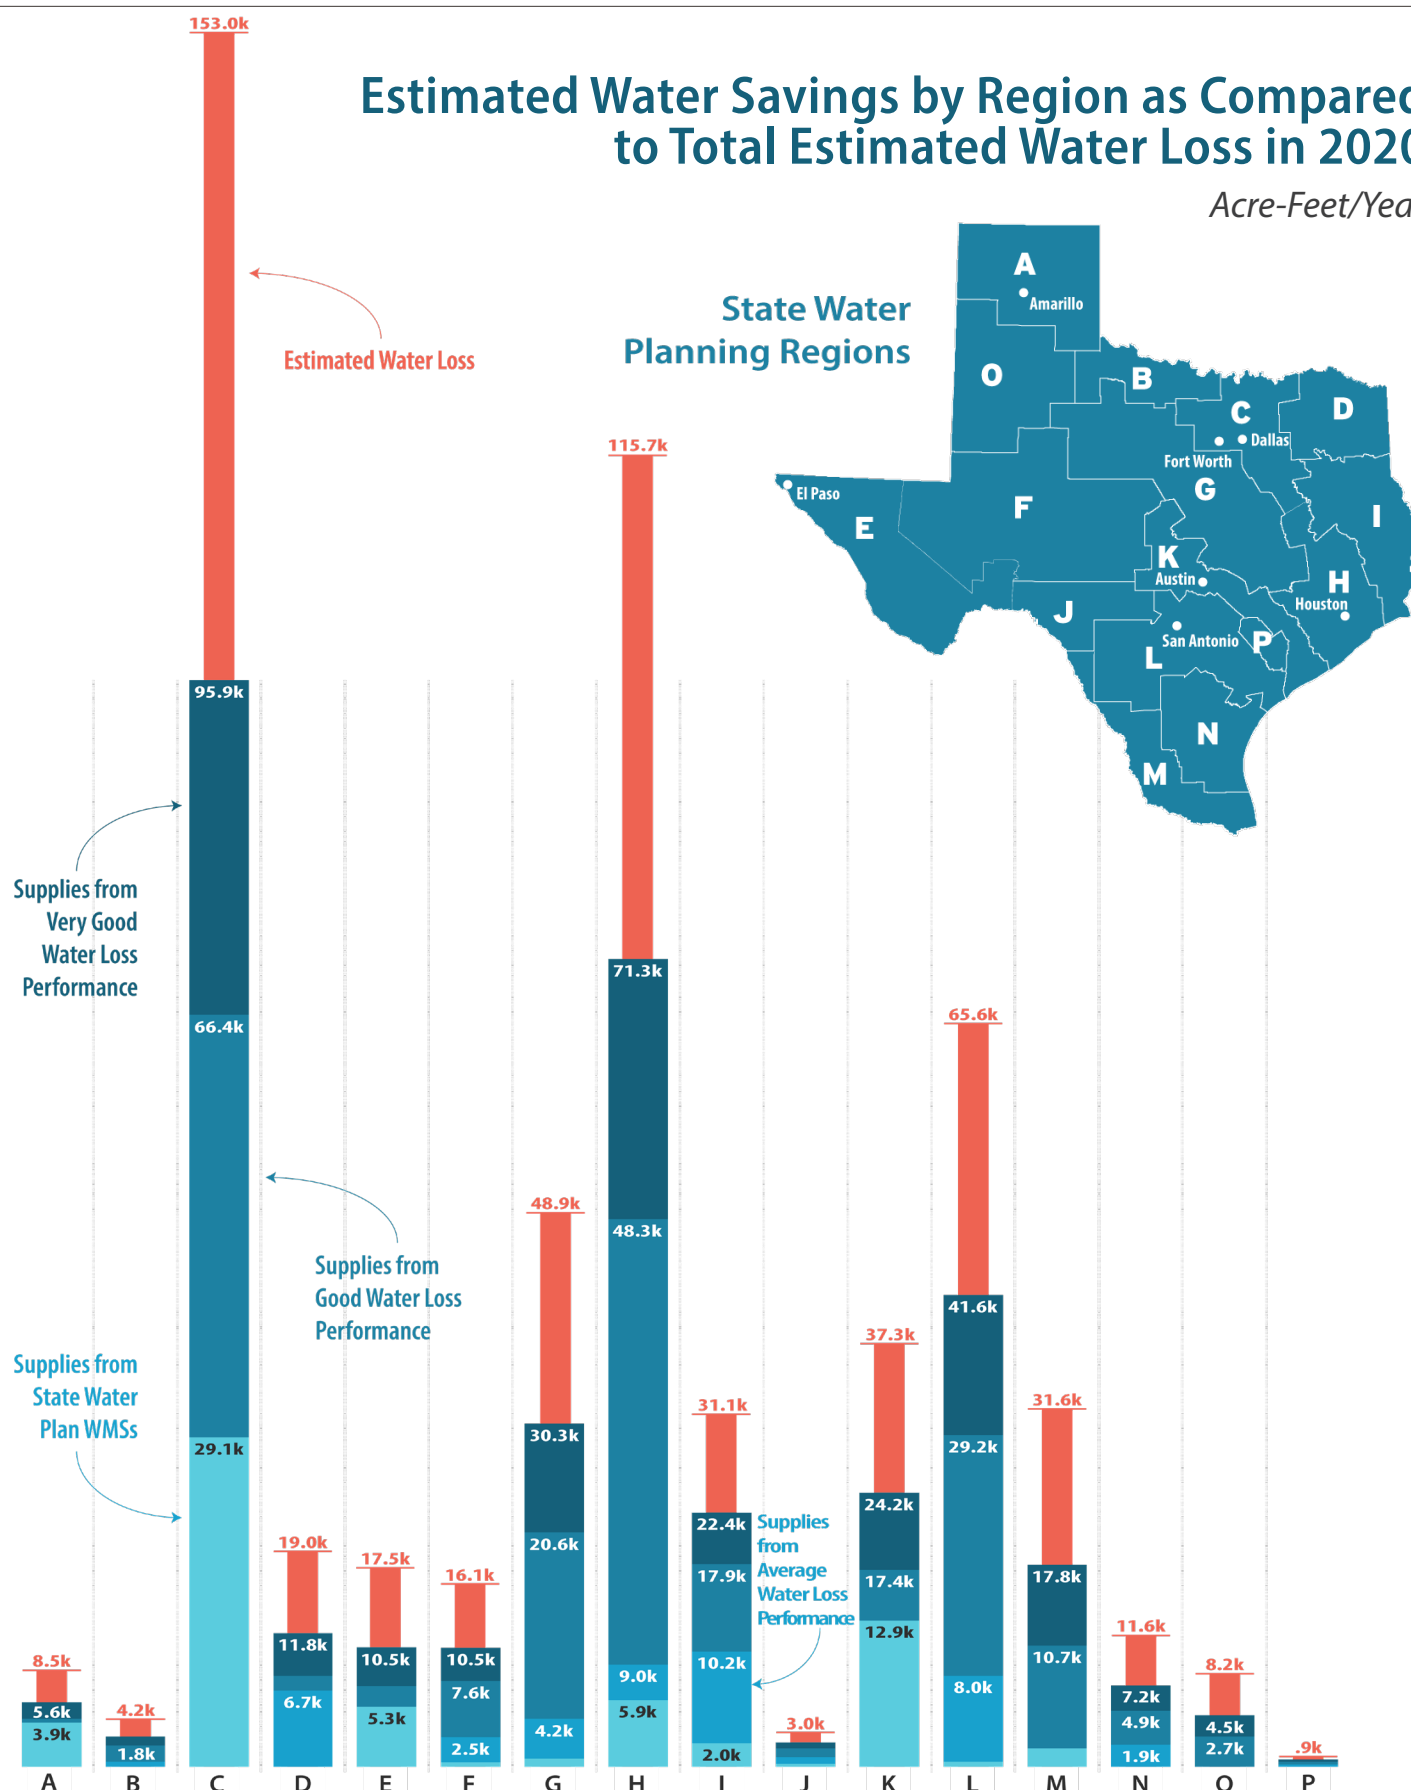 153.0k
Estimated Water Savings by Region as Compared
to Total Estimated Water Loss in 2020
Acre-Feet/Yea
State Water
Planning Regions
A
Amarillo
O
B
C
D
Dallas
Fort Worth
El Paso
E
F
G
I
K
Austin
H
Houston
J
San Antonio
P
L
N
M
Estimated Water Loss
115.7k
95.9k
Supplies from
Very Good
Water Loss
Performance
71.3k
66.4k
65.6k
48.9k
48.3k
Supplies from
Good Water Loss
Performance
41.6k
37.3k
Supplies from
State Water
Plan WMSs
31.1k
31.6k
30.3k
29.1k
29.2k
24.2k
22.4k
Supplies
from
Average
Water Loss
Performance
19.0k
17.5k
16.1k
20.6k
17.9k
17.4k
17.8k
12.9k
11.8k
10.5k
10.5k
10.7k
11.6k
8.5k
10.2k
8.2k
5.6k
6.7k
7.6k
9.0k
8.0k
7.2k
3.9k
4.2k
5.3k
4.2k
5.9k
3.0k
4.9k
4.5k
1.8k
2.5k
2.0k
1.9k
2.7k
.9k
A B C D E F G H I J K L M N O P